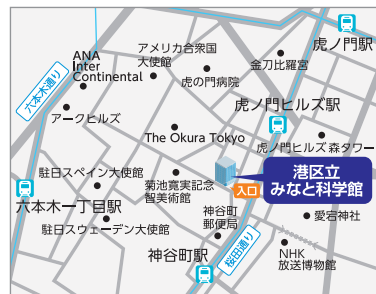 虎ノ門駅
アメリカ合衆国
大使館
金刀比羅宮
ANA
Inter
Continental
虎の門病院
六本木通り
虎ノ門ヒルズ駅
アークヒルズ
The Okura Tokyo
虎ノ門ヒルズ 森タワー
港区立
みなと科学館
駐日スペイン大使館
菊池寛実記念
智美術館
入口
六本木一丁目駅
神谷町
郵便局
愛宕神社
駐日スウェーデン大使館
桜田通り
NHK
放送博物館
神谷町駅